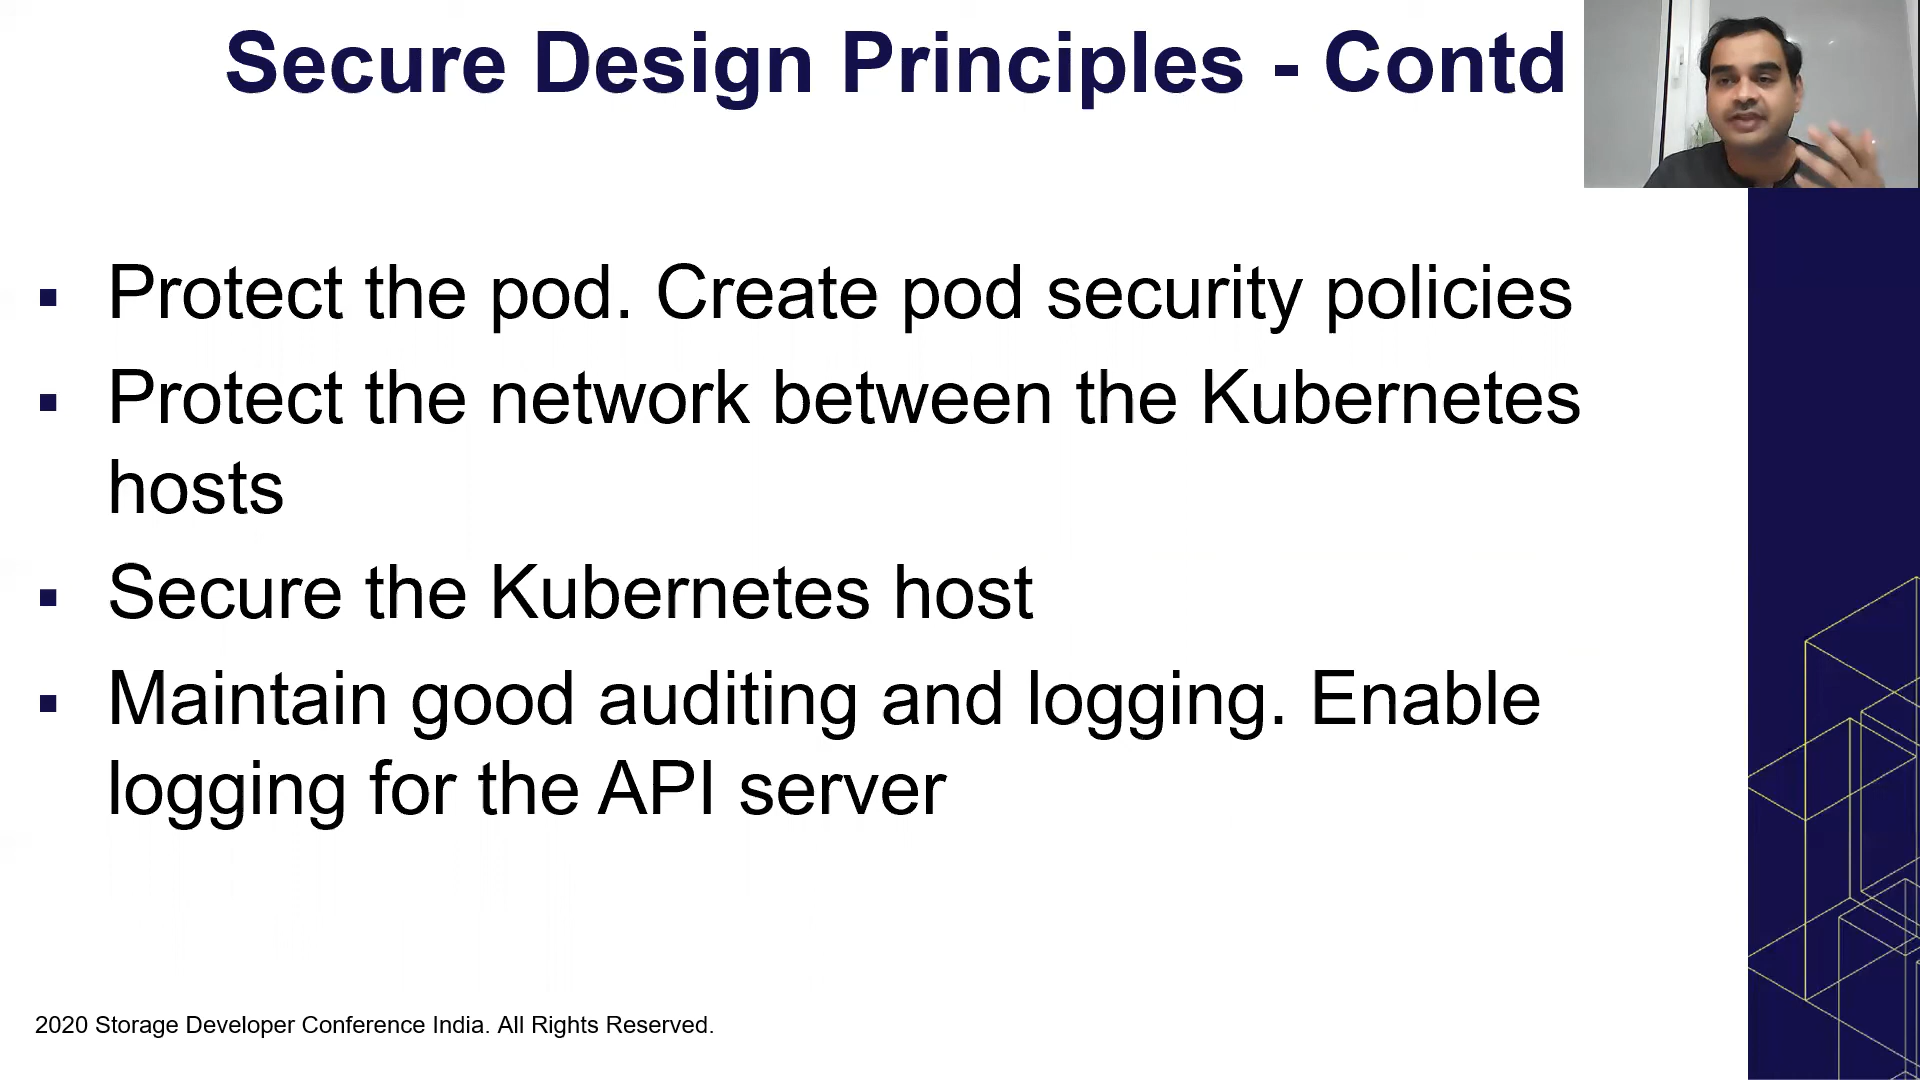 Secure Design Principles - Contd
▪ Protect the pod. Create pod security policies
▪ Protect the network between the Kubernetes
hosts
▪ Secure the Kubernetes host
▪ Maintain good auditing and logging. Enable
logging for the API server
2020 Storage Developer Conference India. All Rights Reserved.